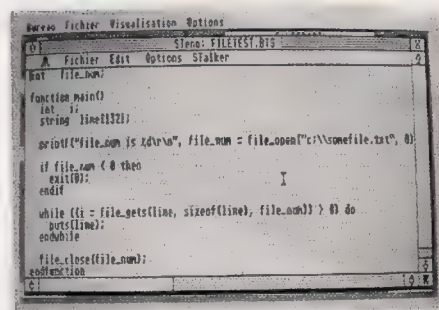 Bureau Fichier Visualisation Options
STeno: FILETEST.BTS
Fichier Edit Options STalker
int file_num;
function main()
int i;
string line[132];
printf("file_num is %d\r\n", file_num = file_open("c:\\somefile.txt", 0)
if file_num < 0 then
exit(0);
endif
while ((i = file_gets(line, sizeof(line), file_num)) > 0) do
puts(line);
endwhile
file_close(file_num);
endfunction